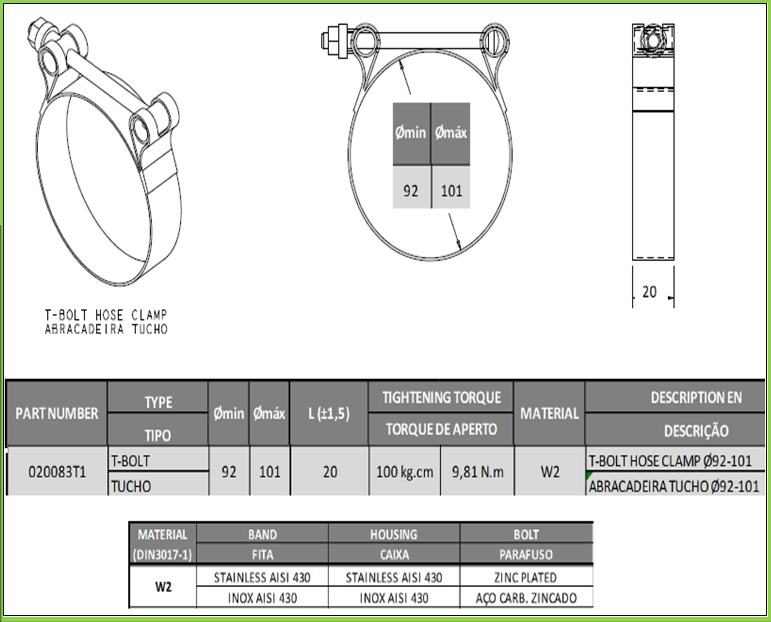 Ømin Ømáx
92 101
20
T-BOLT HOSE CLAMP
ABRACADEIRA TUCHO
PART NUMBER TYPE Ømin Ømáx L (±1,5) TIGHTENING TORQUE MATERIAL DESCRIPTION EN
TIPO TORQUE DE APERTO DESCRIÇÃO
020083T1 T-BOLT 92 101 20 100 kg.cm 9,81 N.m W2 T-BOLT HOSE CLAMP Ø92-101
TUCHO ABRACADEIRA TUCHO Ø92-101
MATERIAL BAND HOUSING BOLT
(DIN3017-1) FITA CAIXA PARAFUSO
W2 STAINLESS AISI 430 STAINLESS AISI 430 ZINC PLATED
INOX AISI 430 INOX AISI 430 AÇO CARB. ZINCADO